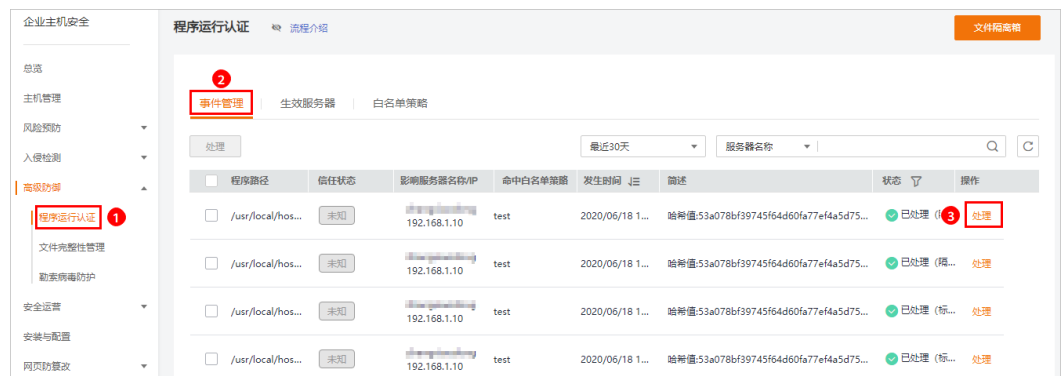 企业主机安全
程序运行认证 流程介绍 文件隔离箱
总览
主机管理
风险预防
入侵检测
高级防御
程序运行认证 1
文件完整性管理
勒索病毒防护
安全运营
安装与配置
网页防篡改
2
事件管理 生效服务器 白名单策略
处理 最近30天 服务器名称
程序路径 信任状态 影响服务器名称/IP 命中白名单策略 发生时间 简述 状态 操作
/usr/local/hos... 未知 192.168.1.10 test 2020/06/18 1... 哈希值:53a078bf39745f64d60fa77ef4a5d75... 已处理 3 处理
/usr/local/hos... 未知 192.168.1.10 test 2020/06/18 1... 哈希值:53a078bf39745f64d60fa77ef4a5d75... 已处理 (隔... 处理
/usr/local/hos... 未知 192.168.1.10 test 2020/06/18 1... 哈希值:53a078bf39745f64d60fa77ef4a5d75... 已处理 (标... 处理
/usr/local/hos... 未知 192.168.1.10 test 2020/06/18 1... 哈希值:53a078bf39745f64d60fa77ef4a5d75... 已处理 (标... 处理